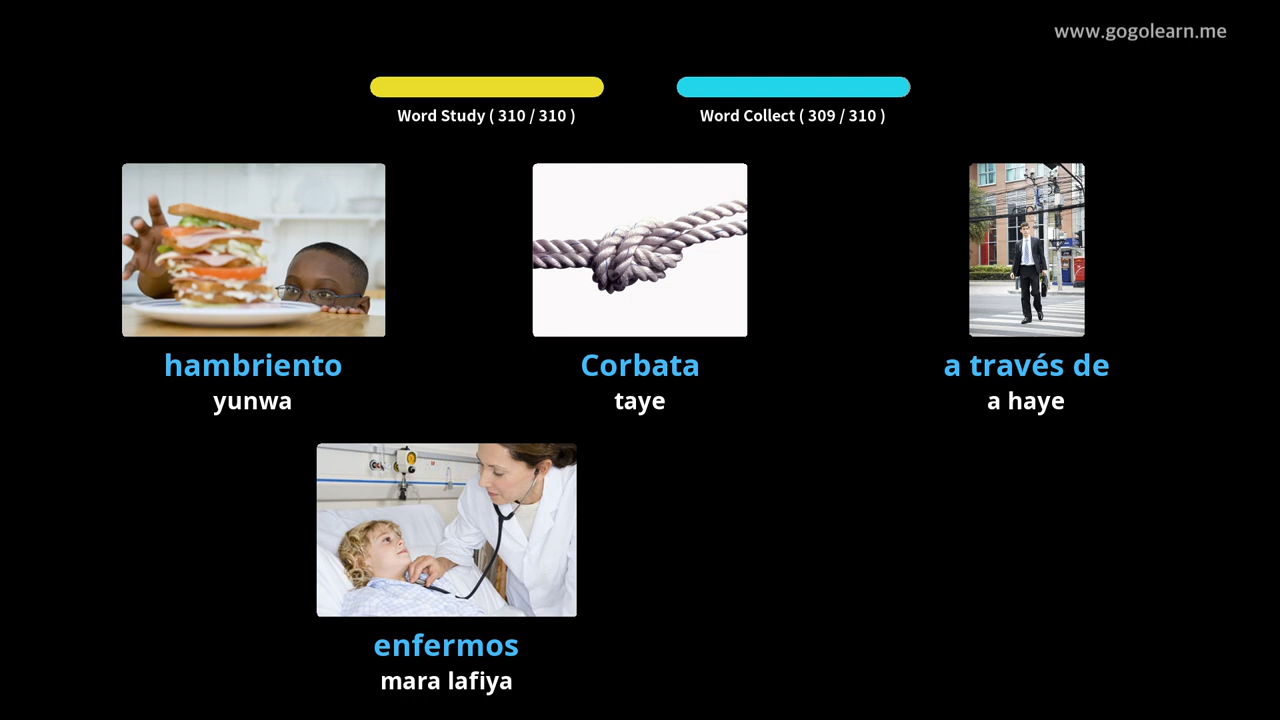 www.gogolearn.me
Word Study ( 310 / 310 )
Word Collect ( 309 / 310 )
hambriento
yunwa
Corbata
taye
a través de
a haye
enfermos
mara lafiya